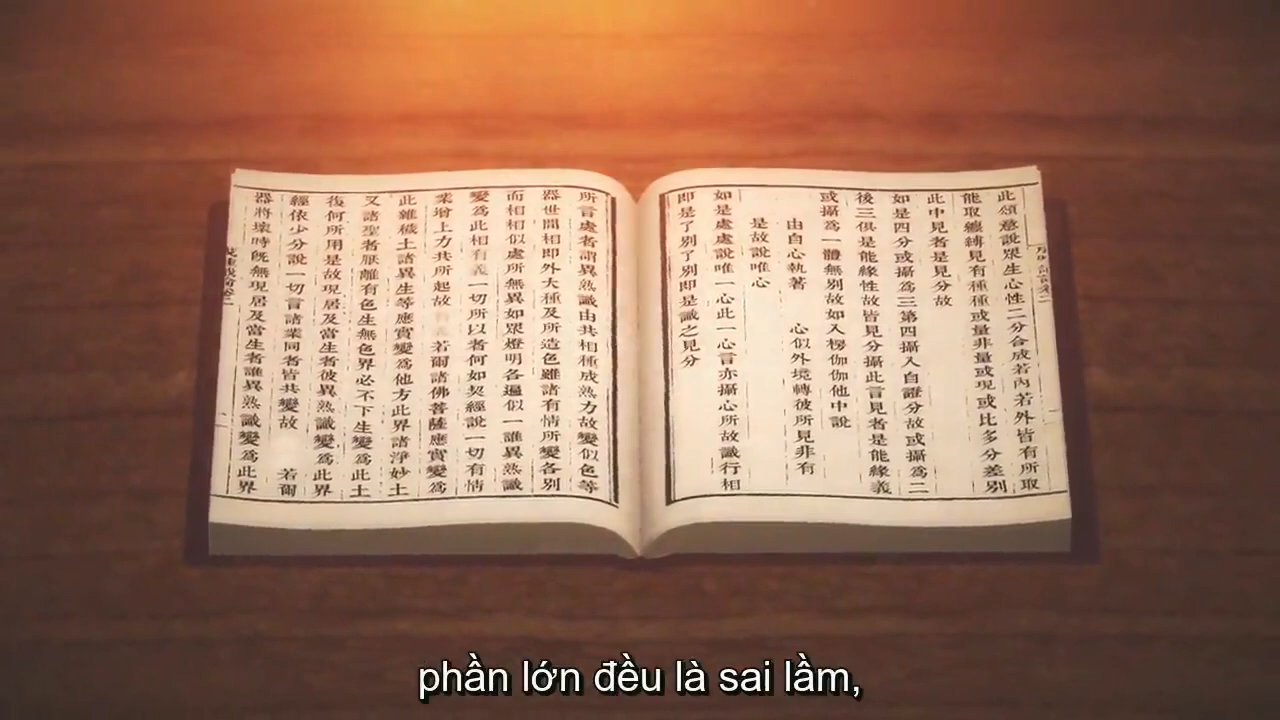 此頌意說眾生心性二分合成若內若外皆有所取
能取纏縛見有種種或量非量或現或比多分差別
此中見者是見分故
如是四分或攝爲三第四攝入自證分故或攝爲二
後三俱是能緣性故皆見分攝此言見者是能緣義
或攝爲一體無別故如入楞伽伽他中說
由自心執著　心似外境轉彼所見非有
是故說唯心
如是處處說唯一心此一心言亦攝心所故識行相
即是了別了別即是識之見分
所言處者謂異熟識由共相種成熟力故變似色等
器世間相即外大種及所造色雖諸有情所變各別
而相相似處所無異如眾燈明各遍似一誰異熟識
變爲此相有義一切所以者何如契經說一切有情
業增上力共所起故有義若爾諸佛菩薩應實變爲
此雜穢土諸異生等應實變爲他方此界諸淨妙土
又諸聖者厭離有色生無色界必不下生變爲此土
復何所用是故現居及當生者彼異熟識變爲此界
經依少分說一切言諸業同者皆共變故　若爾
器將壞時既無現居及當生者誰異熟識變爲此界
phần lớn đều là sai lầm,